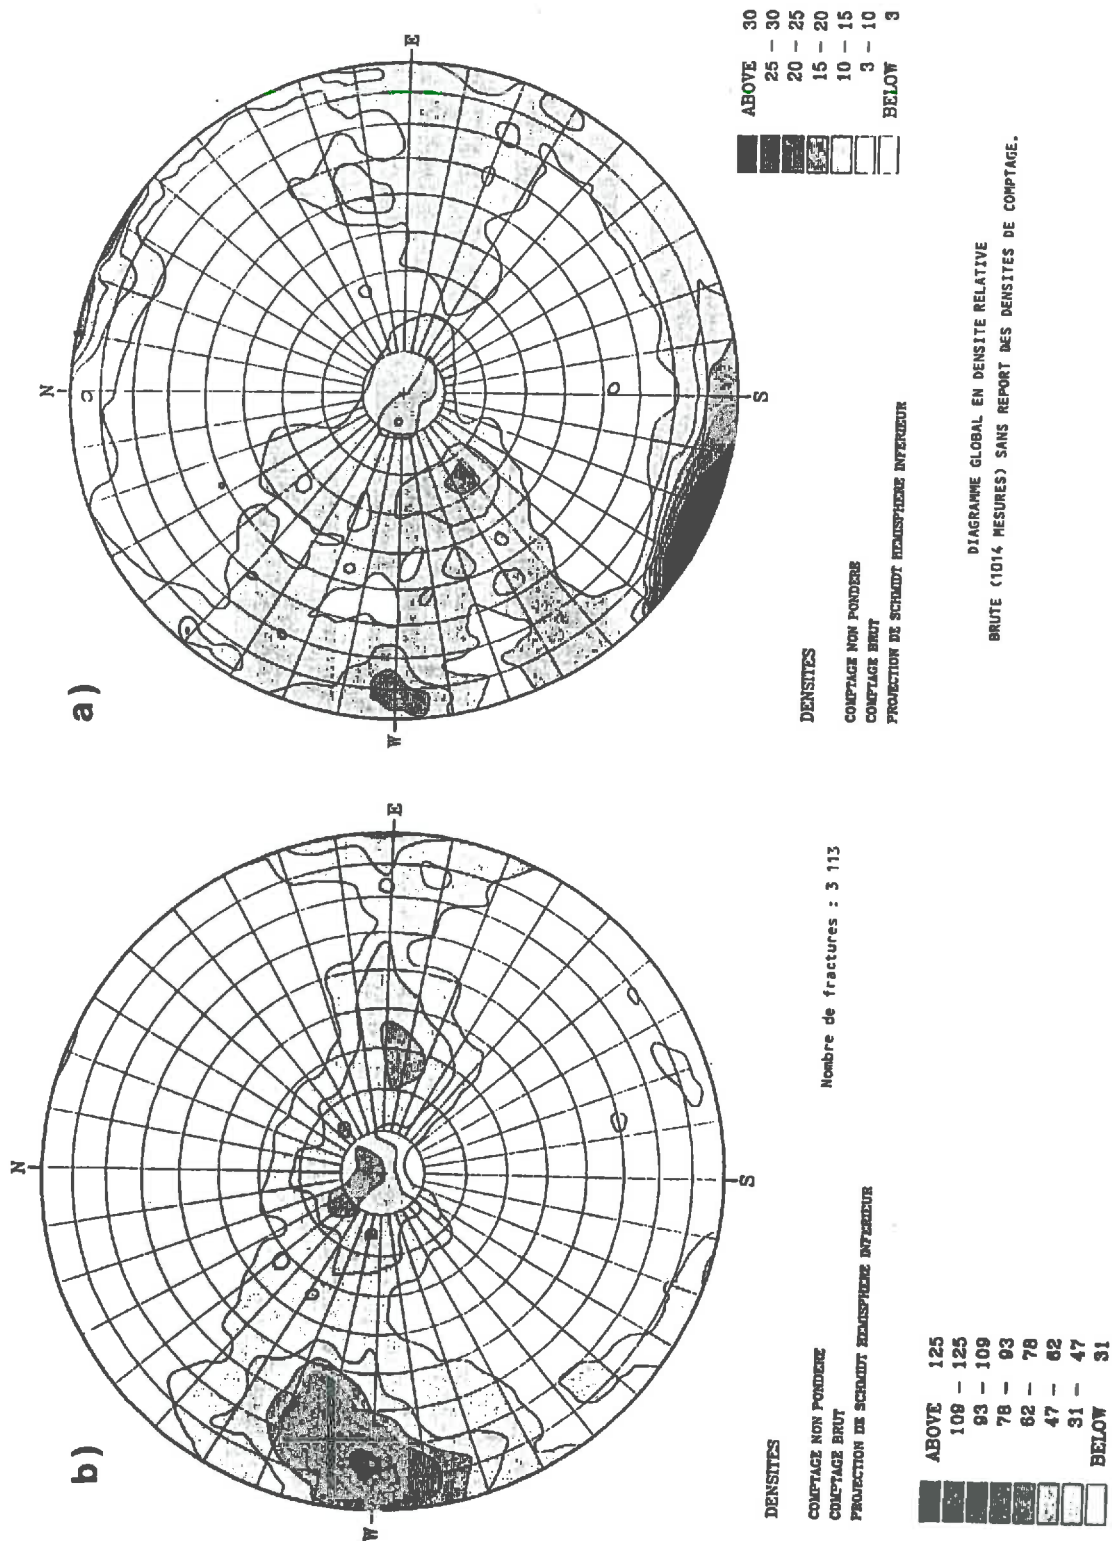 a)
N
E
S
W
DENSITES
COMPTAGE NON PONDERE
COMPTAGE BRUT
PROJECTION DE SCHMIDT HEMISPHERE INFERIEUR
ABOVE 30
25 - 30
20 - 25
15 - 20
10 - 15
3 - 10
BELOW 3
DIAGRAMME GLOBAL EN DENSITE RELATIVE
BRUTE (1014 MESURES) SANS REPORT DES DENSITES DE COMPTAGE.
b)
N
E
S
W
Nombre de fractures : 3 113
DENSITES
COMPTAGE NON PONDERE
COMPTAGE BRUT
PROJECTION DE SCHMIDT HEMISPHERE INFERIEUR
ABOVE 125
109 - 125
93 - 109
78 - 93
62 - 78
47 - 62
31 - 47
BELOW 31